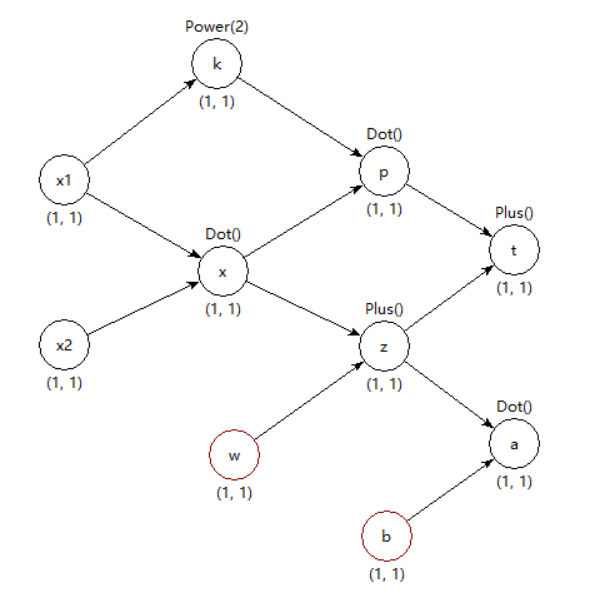 Power(2)
k
(1, 1)
Dot()
p
(1, 1)
x1
(1, 1)
Plus()
t
(1, 1)
Dot()
x
(1, 1)
Plus()
z
(1, 1)
x2
(1, 1)
Dot()
a
(1, 1)
w
(1, 1)
b
(1, 1)